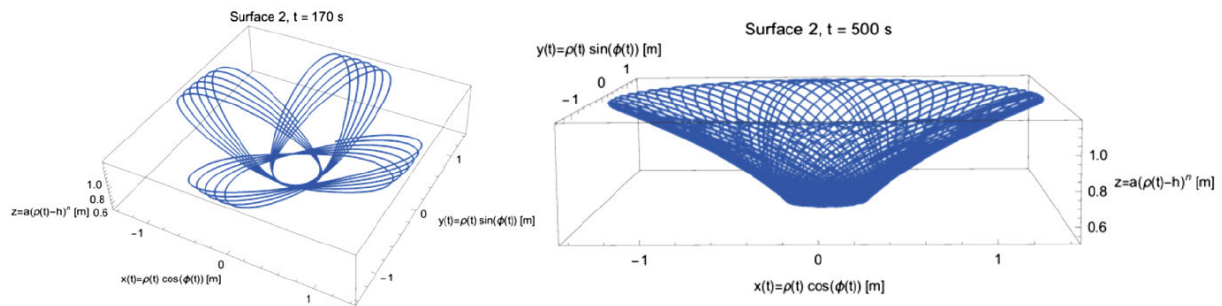 Surface 2, t = 170 s
1.0
0.8
0.6
z=a(ρ(t)-h)ⁿ [m]
−1
0
1
x(t)=ρ(t) cos(ϕ(t)) [m]
1
0
−1
y(t)=ρ(t) sin(ϕ(t)) [m]
Surface 2, t = 500 s
y(t)=ρ(t) sin(ϕ(t)) [m]
1
0
−1
1.0
0.8
0.6
z=a(ρ(t)-h)ⁿ [m]
−1
0
1
x(t)=ρ(t) cos(ϕ(t)) [m]